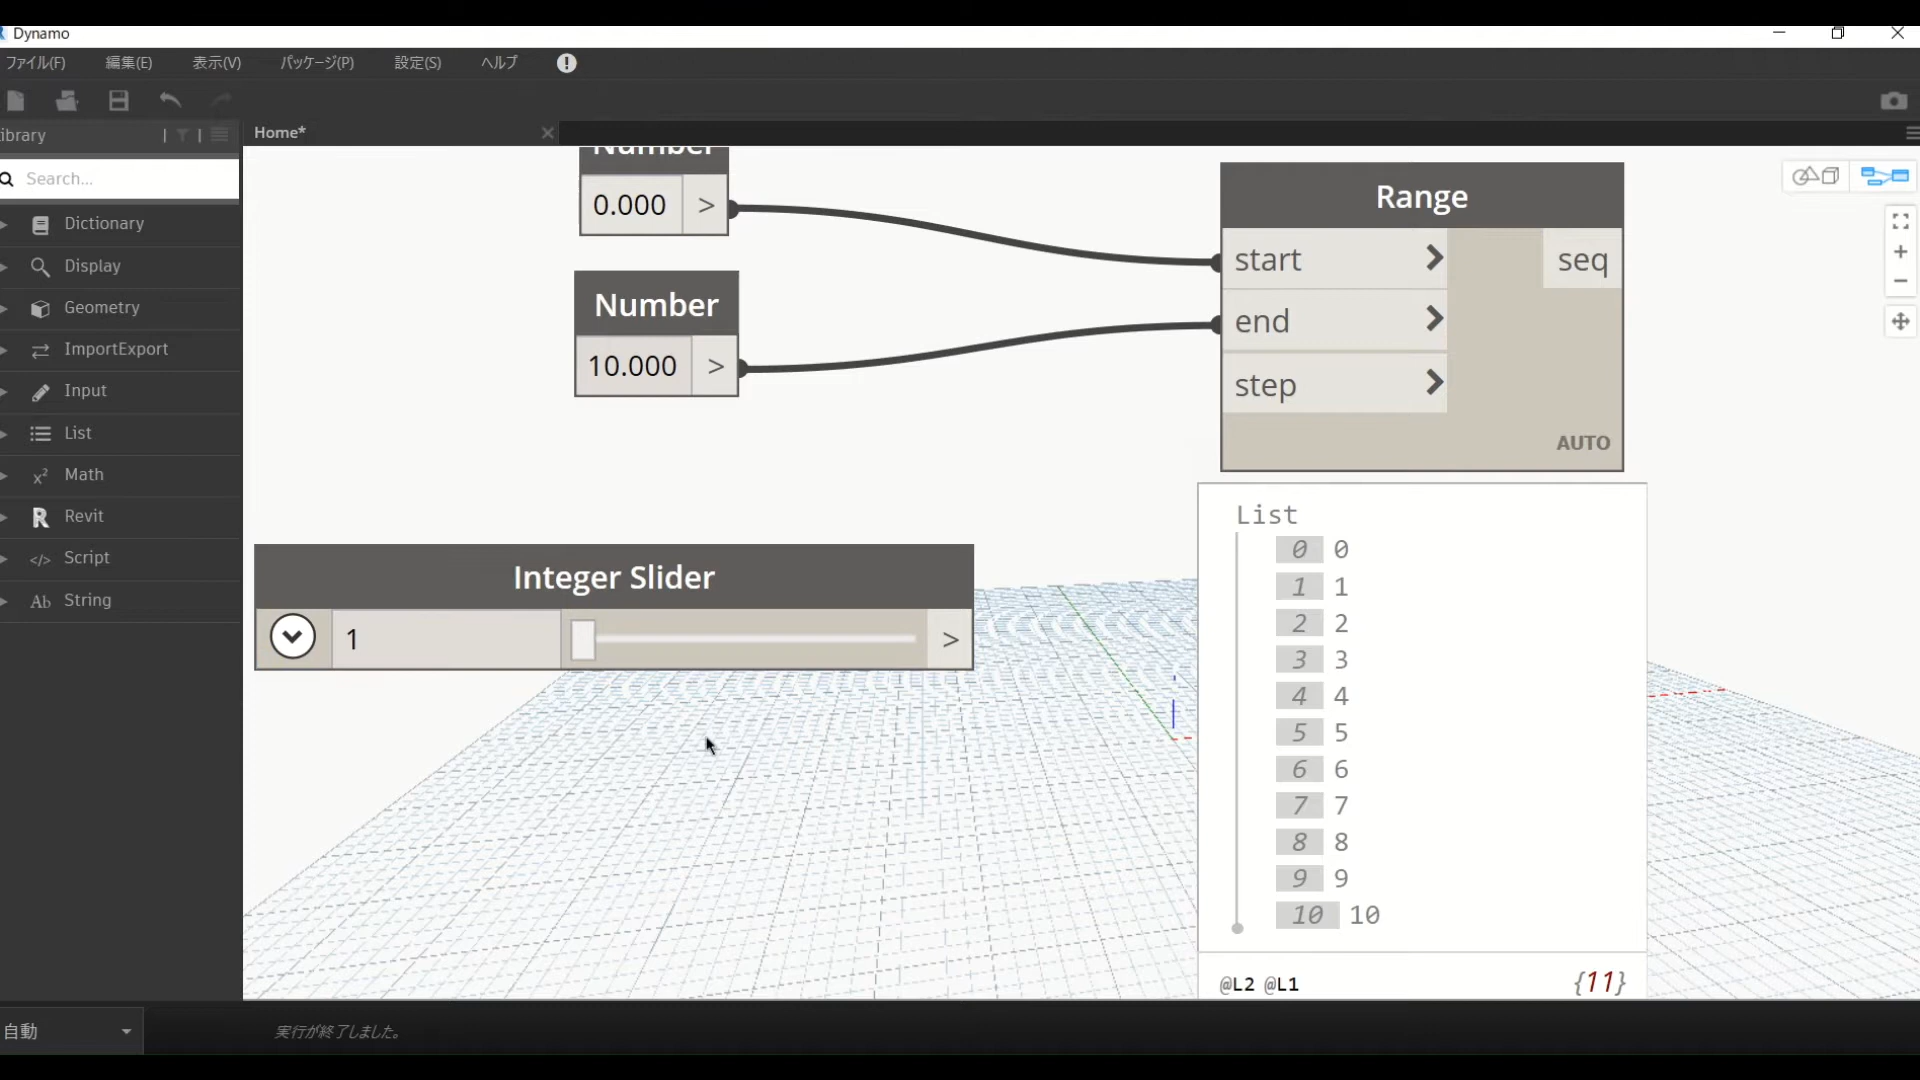 Dynamo
ファイル(F) 編集(E) 表示(V) パッケージ(P) 設定(S) ヘルプ
ibrary
Home*
Search...
Dictionary
Display
Geometry
ImportExport
Input
List
Math
Revit
Script
String
Number
0.000 >
Number
10.000 >
Range
start
seq
end
step
AUTO
Integer Slider
1
>
List
0 0
1 1
2 2
3 3
4 4
5 5
6 6
7 7
8 8
9 9
10 10
@L2 @L1
{11}
自動
実行が終了しました。